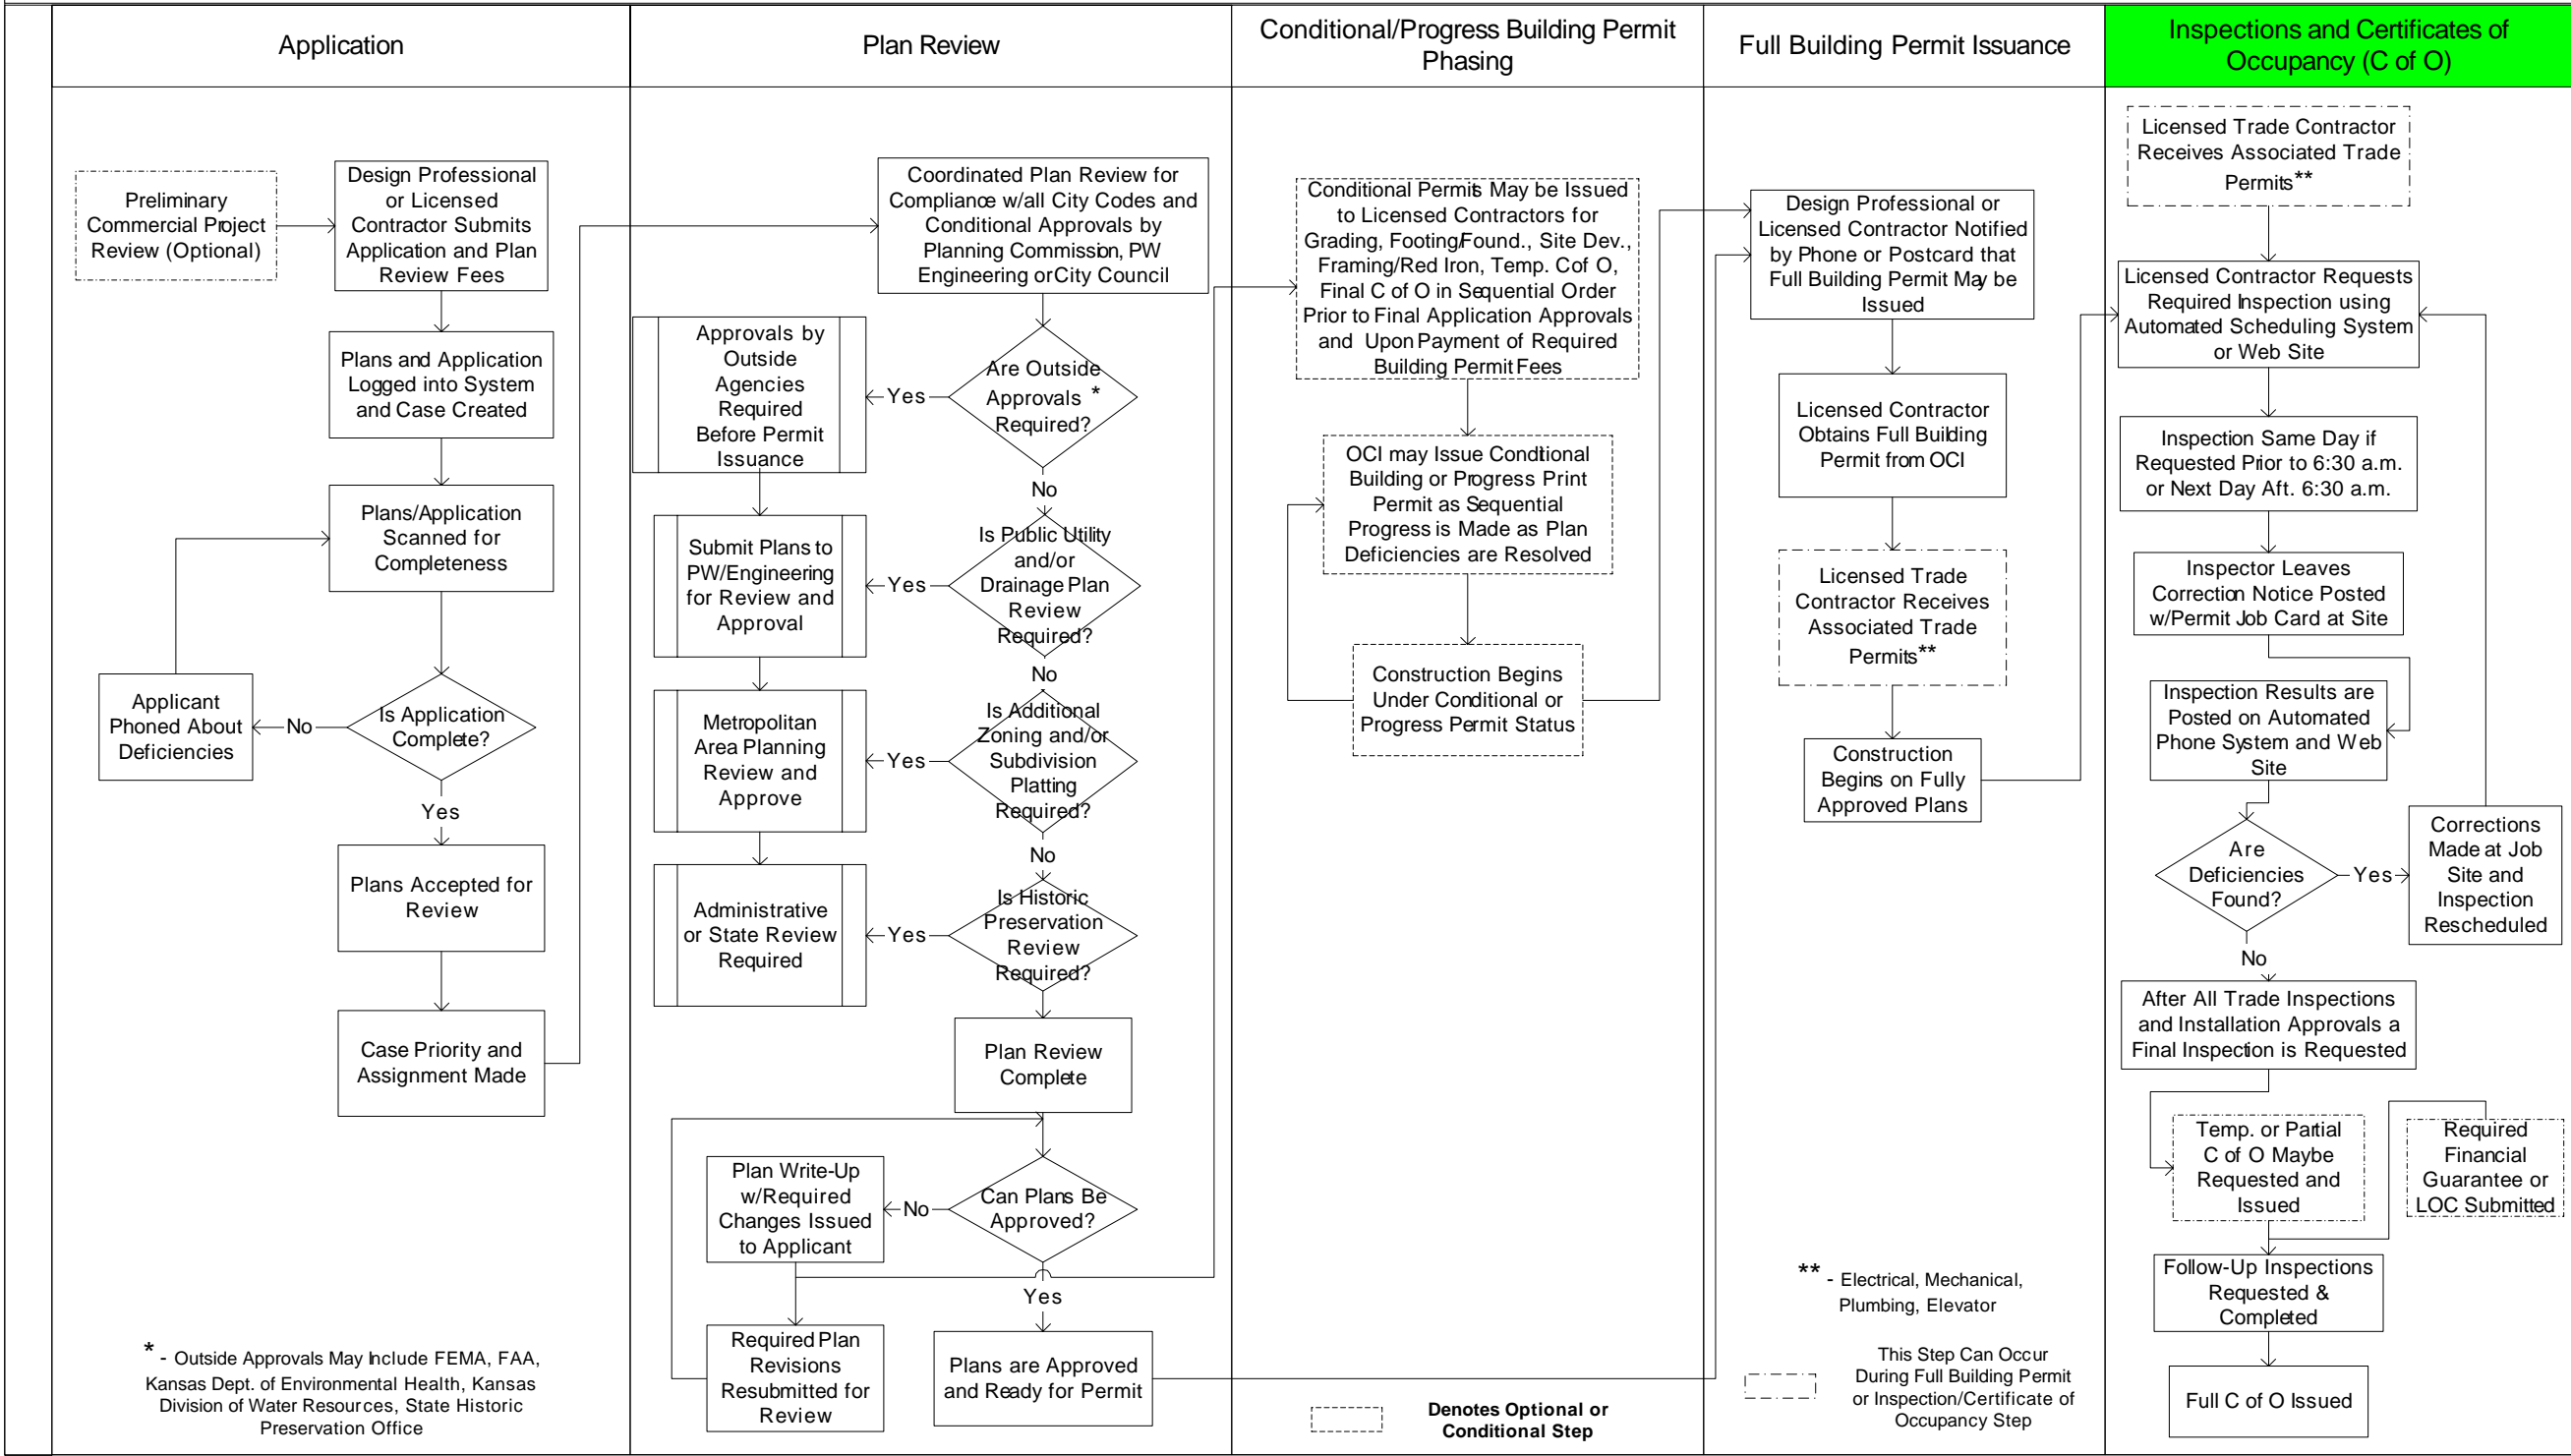 Application
Plan Review
Conditional/Progress Building Permit
Phasing
Full Building Permit Issuance
Inspections and Certificates of
Occupancy (C of O)
Preliminary
Commercial Project
Review (Optional)
Design Professional
or Licensed
Contractor Submits
Application and Plan
Review Fees
Plans and Application
Logged into System
and Case Created
Plans/Application
Scanned for
Completeness
Applicant
Phoned About
Deficiencies
No
Is Application
Complete?
Yes
Plans Accepted for
Review
Case Priority and
Assignment Made
* - Outside Approvals May Include FEMA, FAA,
Kansas Dept. of Environmental Health, Kansas
Division of Water Resources, State Historic
Preservation Office
Coordinated Plan Review for
Compliance w/all City Codes and
Conditional Approvals by
Planning Commission, PW
Engineering or City Council
Approvals by
Outside
Agencies
Required
Before Permit
Issuance
Yes
Are Outside
Approvals *
Required?
No
Submit Plans to
PW/Engineering
for Review and
Approval
Yes
Is Public Utility
and/or
Drainage Plan
Review
Required?
No
Metropolitan
Area Planning
Review and
Approve
Yes
Is Additional
Zoning and/or
Subdivision
Platting
Required?
No
Administrative
or State Review
Required
Yes
Is Historic
Preservation
Review
Required?
Plan Review
Complete
Plan Write-Up
w/Required
Changes Issued
to Applicant
No
Can Plans Be
Approved?
Yes
Required Plan
Revisions
Resubmitted for
Review
Plans are Approved
and Ready for Permit
Conditional Permits May be Issued
to Licensed Contractors for
Grading, Footing/Found., Site Dev.,
Framing/Red Iron, Temp. C of O,
Final C of O in Sequential Order
Prior to Final Application Approvals
and Upon Payment of Required
Building Permit Fees
OCI may Issue Conditional
Building or Progress Print
Permit as Sequential
Progress is Made as Plan
Deficiencies are Resolved
Construction Begins
Under Conditional or
Progress Permit Status
Denotes Optional or
Conditional Step
Design Professional or
Licensed Contractor Notified
by Phone or Postcard that
Full Building Permit May be
Issued
Licensed Contractor
Obtains Full Building
Permit from OCI
Licensed Trade
Contractor Receives
Associated Trade
Permits**
Construction
Begins on Fully
Approved Plans
** - Electrical, Mechanical,
Plumbing, Elevator
This Step Can Occur
During Full Building Permit
or Inspection/Certificate of
Occupancy Step
Licensed Trade Contractor
Receives Associated Trade
Permits**
Licensed Contractor Requests
Required Inspection using
Automated Scheduling System
or Web Site
Inspection Same Day if
Requested Prior to 6:30 a.m.
or Next Day Aft. 6:30 a.m.
Inspector Leaves
Correction Notice Posted
w/Permit Job Card at Site
Inspection Results are
Posted on Automated
Phone System and Web
Site
Are
Deficiencies
Found?
Yes
Corrections
Made at Job
Site and
Inspection
Rescheduled
No
After All Trade Inspections
and Installation Approvals a
Final Inspection is Requested
Temp. or Partial
C of O Maybe
Requested and
Issued
Required
Financial
Guarantee or
LOC Submitted
Follow-Up Inspections
Requested &
Completed
Full C of O Issued